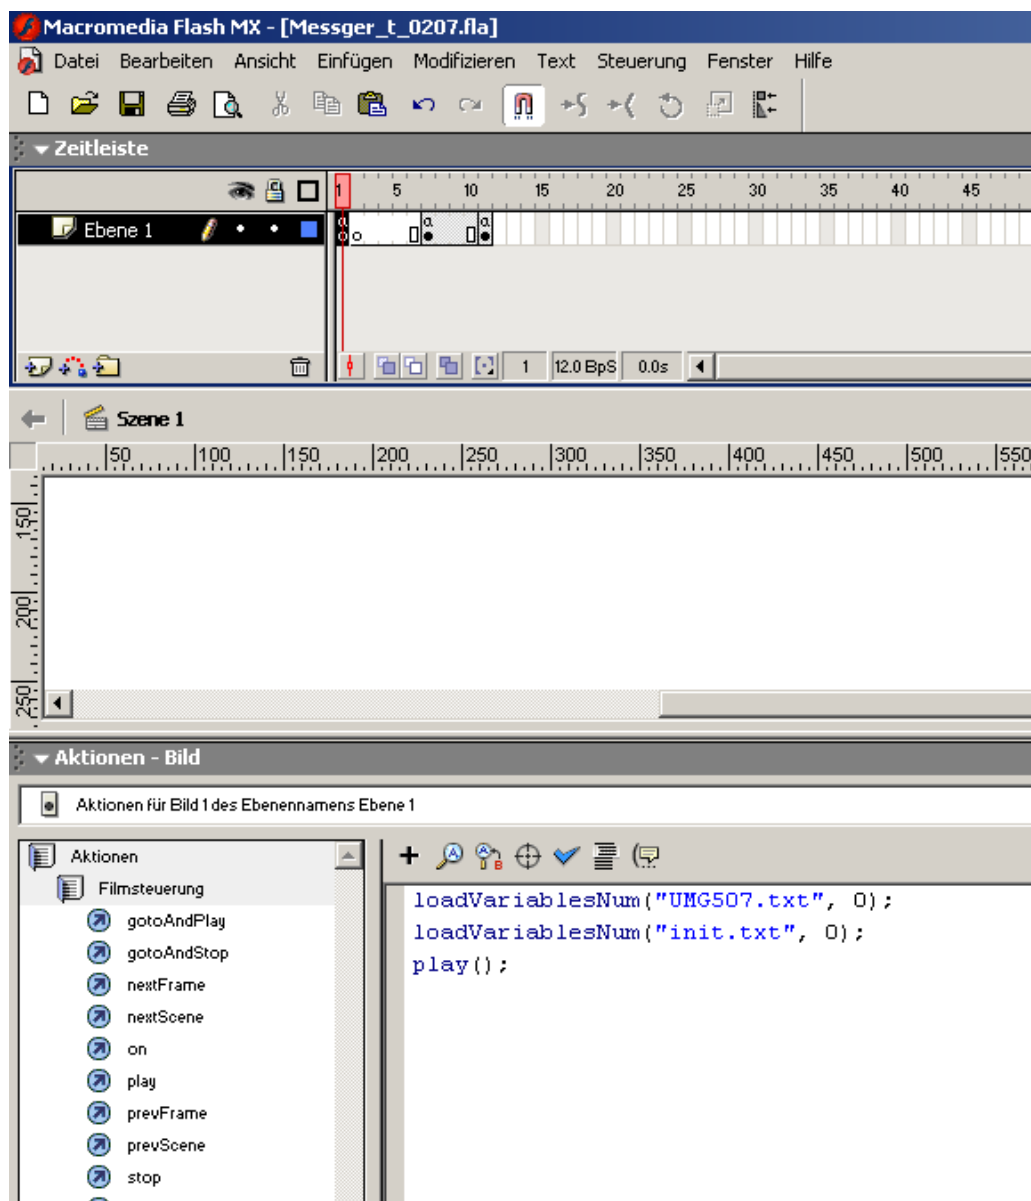 Macromedia Flash MX - [Messger_t_0207.fla]
Datei Bearbeiten Ansicht Einfügen Modifizieren Text Steuerung Fenster Hilfe
Zeitleiste
1 5 10 15 20 25 30 35 40 45
Ebene 1
a a a
1 12.0 BpS 0.0s
Szene 1
50 100 150 200 250 300 350 400 450 500 550
150
200
250
Aktionen - Bild
Aktionen für Bild 1 des Ebenennamens Ebene 1
Aktionen
Filmsteuerung
gotoAndPlay
gotoAndStop
nextFrame
nextScene
on
play
prevFrame
prevScene
stop
loadVariablesNum("UMG507.txt", 0);
loadVariablesNum("init.txt", 0);
play();